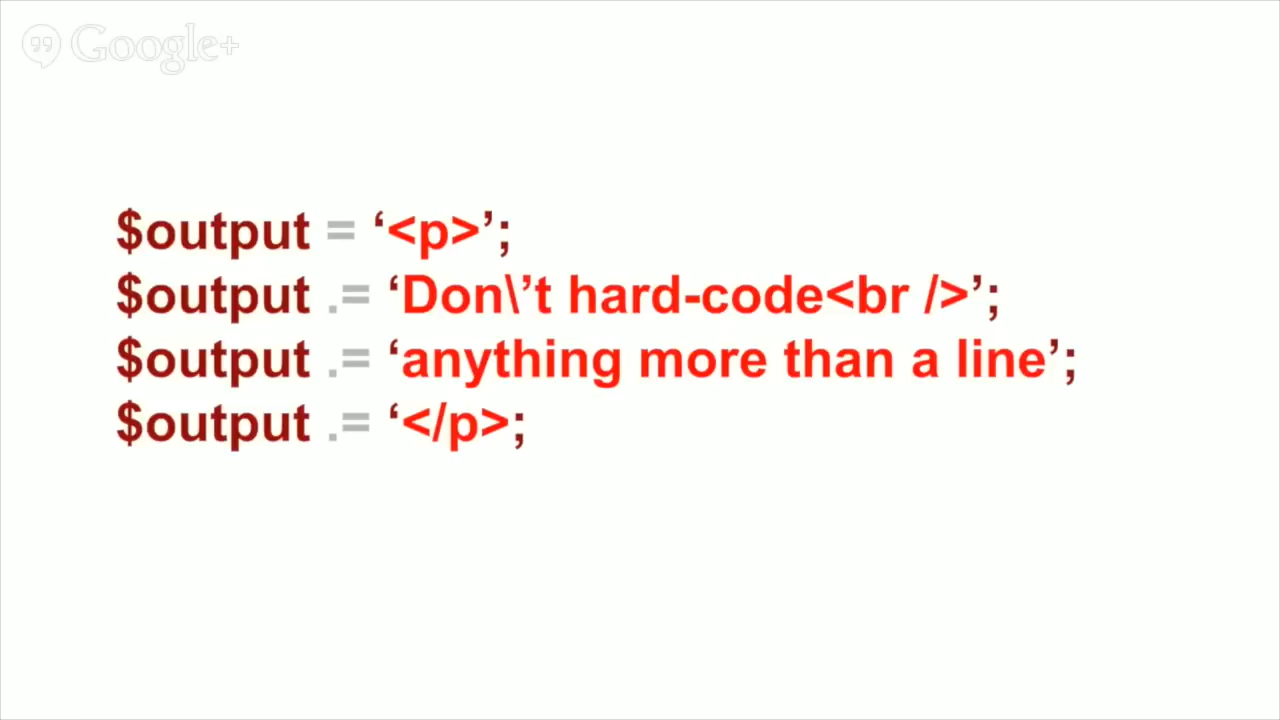 Google+
$output = ‘<p>’;
$output .= ‘Don\’t hard-code<br />’;
$output .= ‘anything more than a line’;
$output .= ‘</p>;